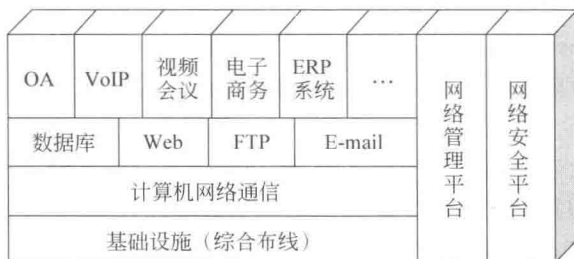 OA
VoIP
视频
会议
电子
商务
ERP
系统
…
数据库
Web
FTP
E-mail
计算机网络通信
基础设施（综合布线）
网络管理平台
网络安全平台